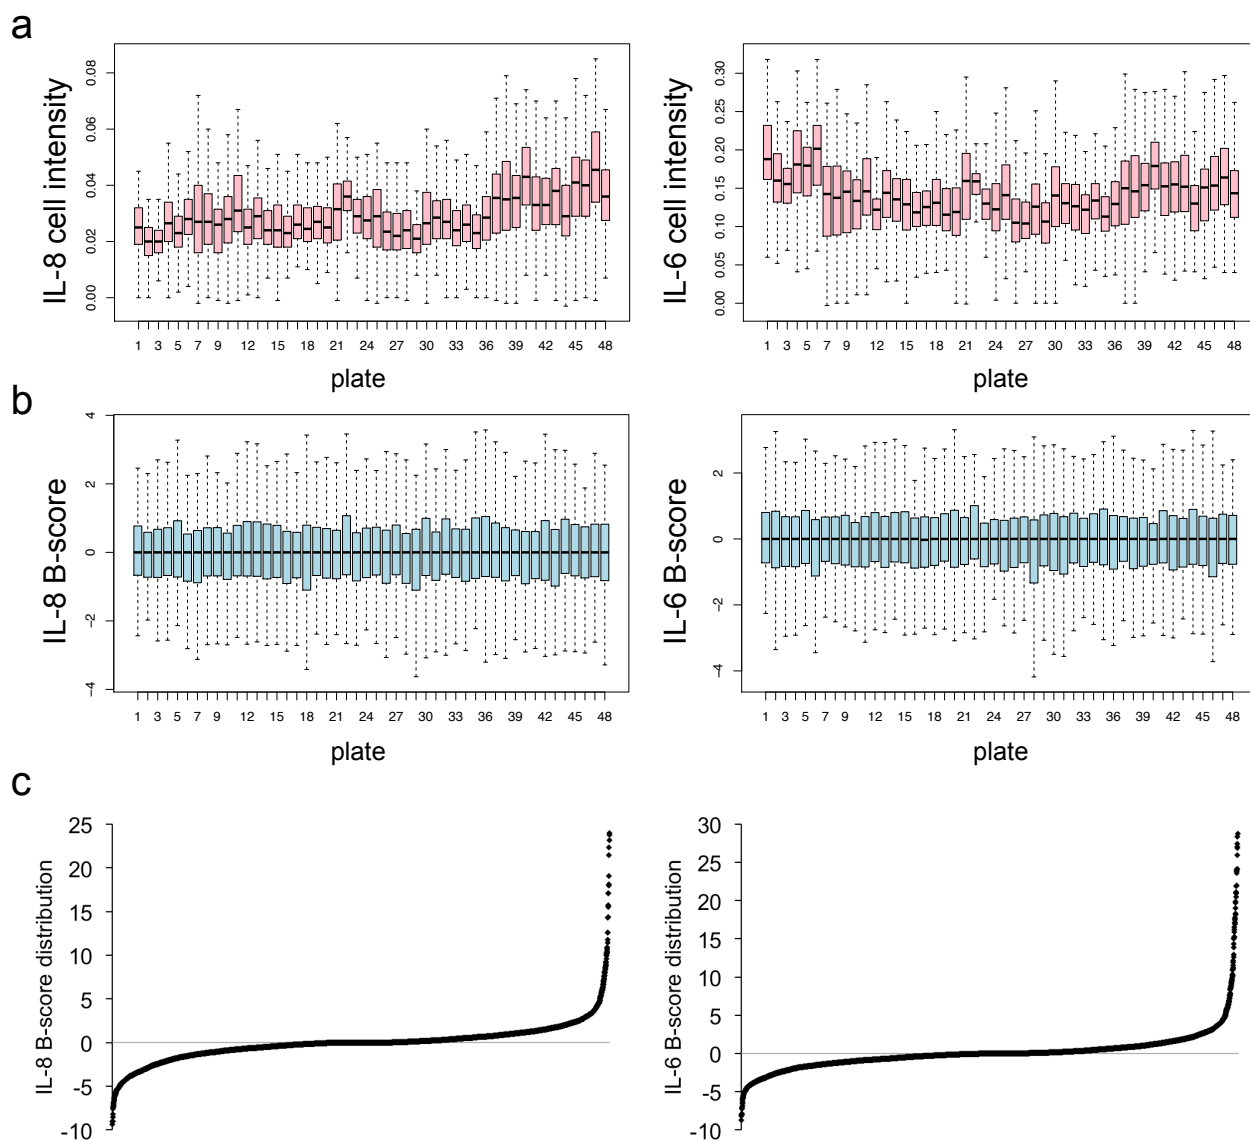 a
IL-8 cell intensity
0.08
0.06
0.04
0.02
0.00
1 3 5 7 9 12 15 18 21 24 27 30 33 36 39 42 45 48
plate
IL-6 cell intensity
0.30
0.25
0.20
0.15
0.10
0.05
0.00
1 3 5 7 9 12 15 18 21 24 27 30 33 36 39 42 45 48
plate
b
IL-8 B-score
4
2
0
-2
-4
1 3 5 7 9 12 15 18 21 24 27 30 33 36 39 42 45 48
plate
IL-6 B-score
2
0
-2
-4
1 3 5 7 9 12 15 18 21 24 27 30 33 36 39 42 45 48
plate
c
IL-8 B-score distribution
25
20
15
10
5
0
-5
-10
IL-6 B-score distribution
30
25
20
15
10
5
0
-5
-10